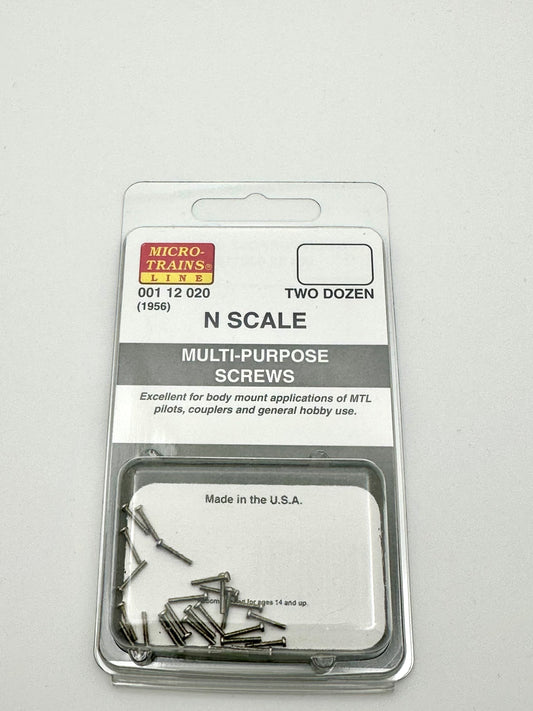 MICRO-
TRAINS®
LINE
001 12 020
(1956)
TWO DOZEN
N SCALE
MULTI-PURPOSE
SCREWS
Excellent for body mount applications of MTL
pilots, couplers and general hobby use.
Made in the U.S.A.
for ages 14 and up.